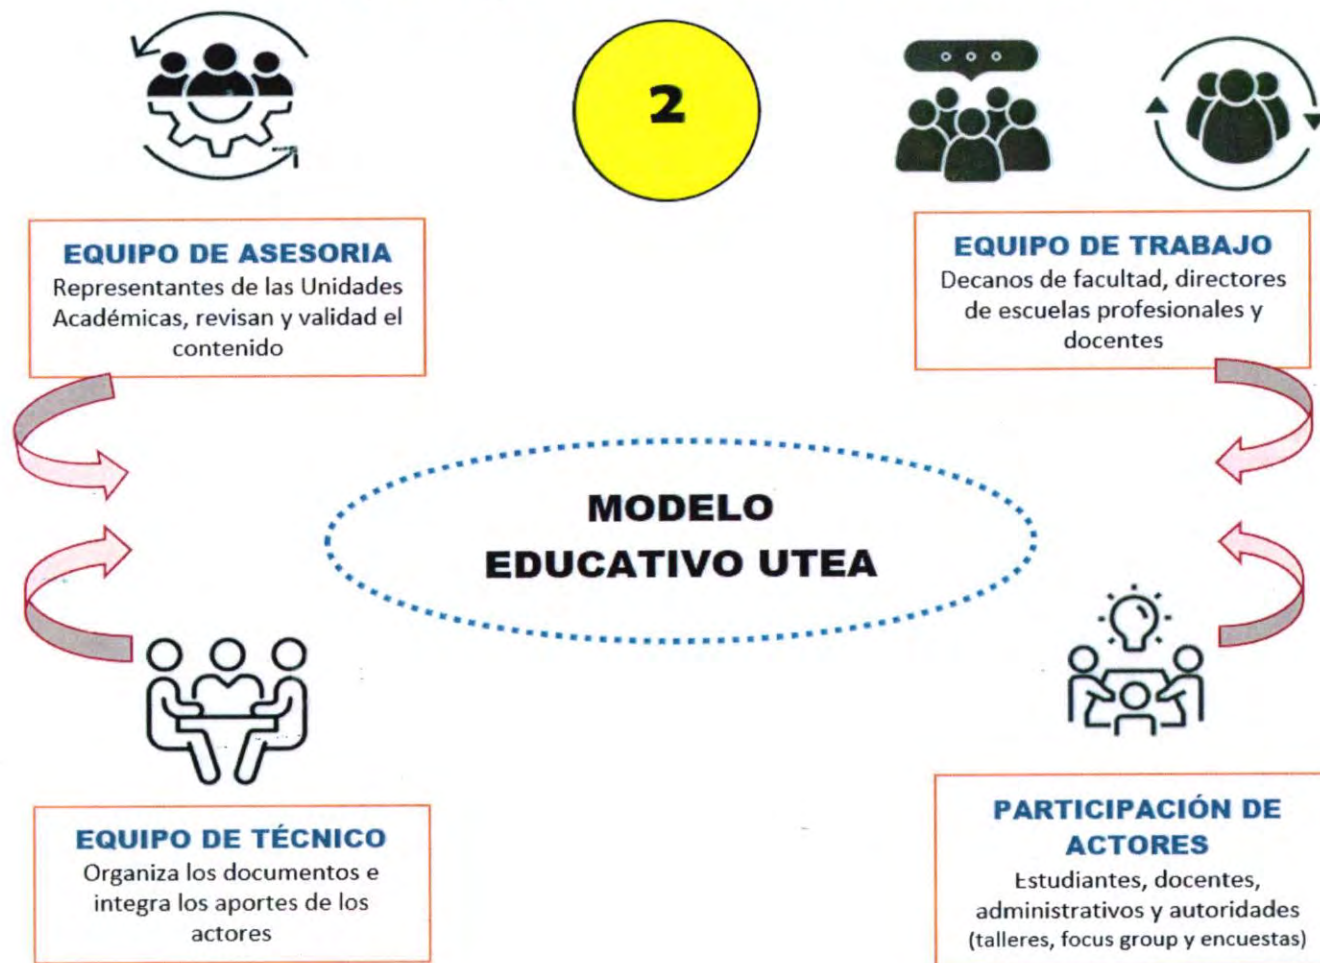 2
EQUIPO DE ASESORIA
Representantes de las Unidades
Académicas, revisan y validad el
contenido
EQUIPO DE TRABAJO
Decanos de facultad, directores
de escuelas profesionales y
docentes
MODELO
EDUCATIVO UTEA
EQUIPO DE TÉCNICO
Organiza los documentos e
integra los aportes de los
actores
PARTICIPACIÓN DE
ACTORES
Estudiantes, docentes,
administrativos y autoridades
(talleres, focus group y encuestas)